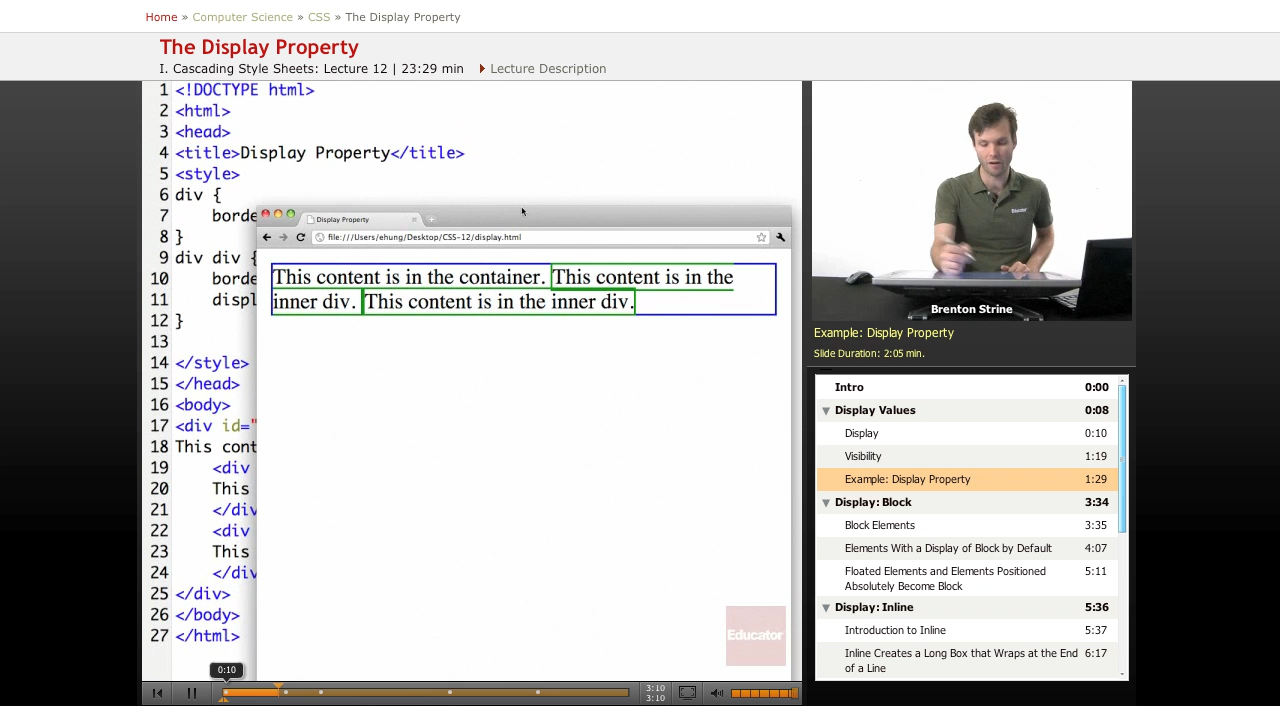 Home » Computer Science » CSS » The Display Property
The Display Property
I. Cascading Style Sheets: Lecture 12 | 23:29 min Lecture Description
1 <!DOCTYPE html>
2 <html>
3 <head>
4 <title>Display Property</title>
5 <style>
6 div {
7 borde
8 }
9 div div {
10 borde
11 displ
12 }
13
14 </style>
15 </head>
16 <body>
17 <div id="
18 This cont
19 <div
20 This
21 </div
22 <div
23 This
24 </div
25 </div>
26 </body>
27 </html>
Display Property
file:///Users/ehung/Desktop/CSS-12/display.html
This content is in the container. This content is in the
inner div. This content is in the inner div.
Educator
0:10
3:10
3:10
Educator
Brenton Strine
Example: Display Property
Slide Duration: 2:05 min.
Intro 0:00
Display Values 0:08
Display 0:10
Visibility 1:19
Example: Display Property 1:29
Display: Block 3:34
Block Elements 3:35
Elements With a Display of Block by Default 4:07
Floated Elements and Elements Positioned 5:11
Absolutely Become Block
Display: Inline 5:36
Introduction to Inline 5:37
Inline Creates a Long Box that Wraps at the End 6:17
of a Line